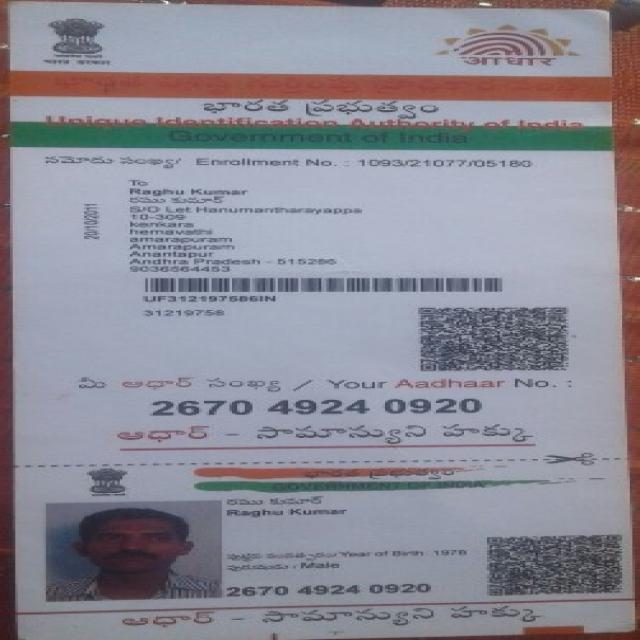 आधार
భారత ప్రభుత్వం
Unique Identification Authority of India
Government of India
నమోదు సంఖ్య/ Enrollment No. : 1093/21077/05180
To
Raghu Kumar
రఘు కుమార్
S/O Let Hanumantharayappa
10-309
kenkara
hemavathi
amarapuram
Amarapuram
Anantapur
Andhra Pradesh - 515286
9036564453
20/10/2011
UF312197586IN
31219758
మీ ఆధార్ సంఖ్య / Your Aadhaar No. :
2670 4924 0920
ఆధార్ - సామాన్యుని హక్కు
భారత ప్రభుత్వం
GOVERNMENT OF INDIA
రఘు కుమార్
Raghu Kumar
పుట్టిన సంవత్సరం/Year of Birth: 1978
పురుషుడు / Male
2670 4924 0920
ఆధార్ - సామాన్యుని హక్కు